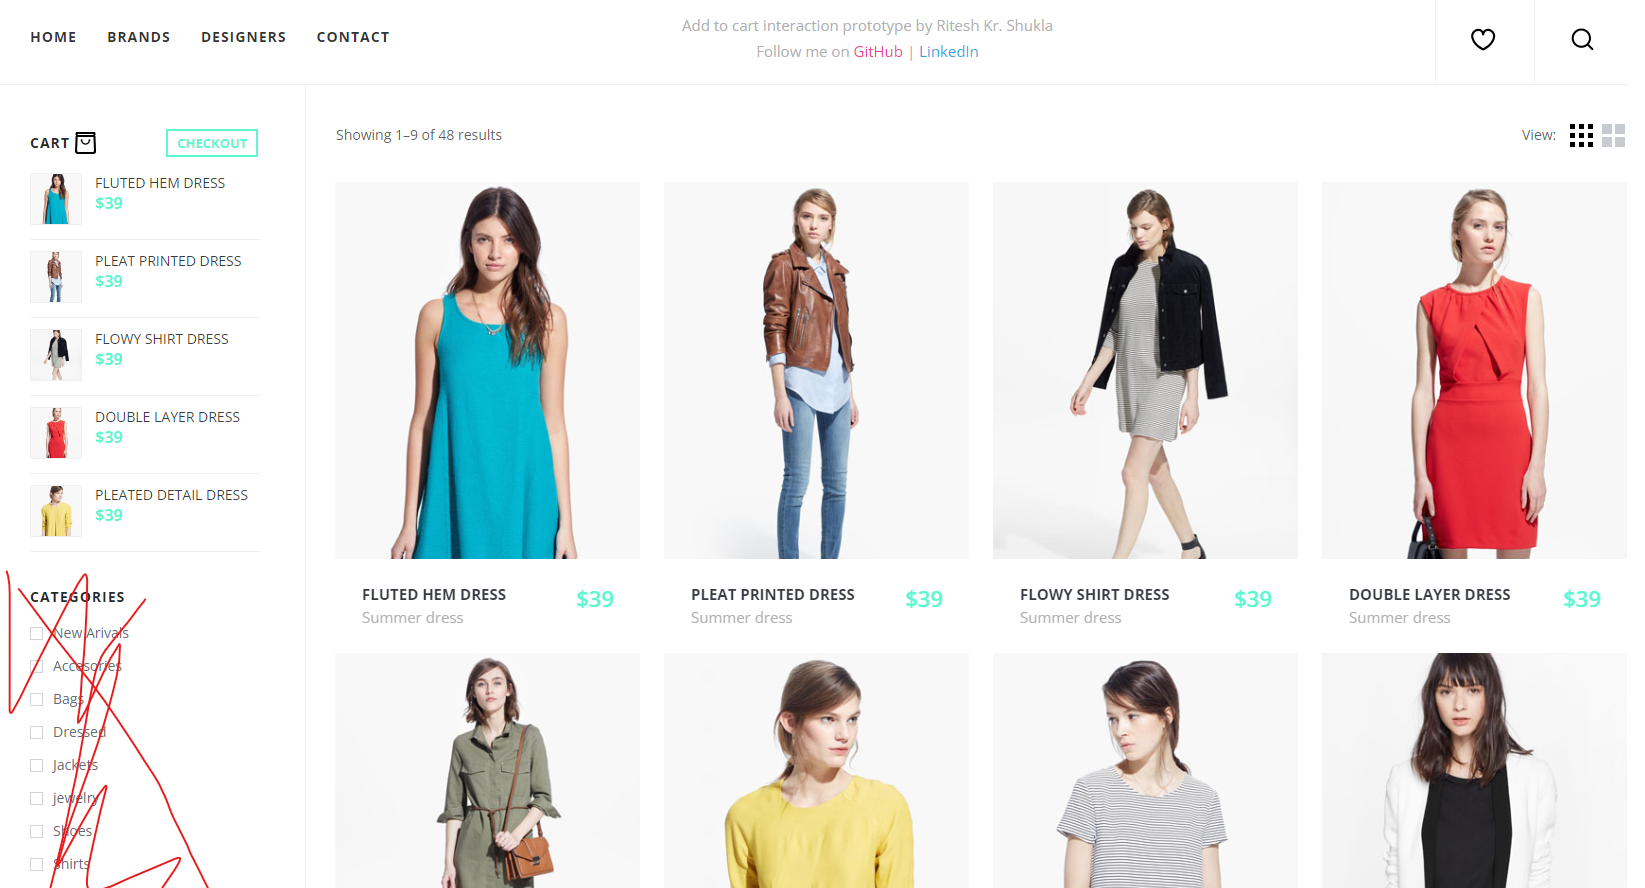 HOME BRANDS DESIGNERS CONTACT
Add to cart interaction prototype by Ritesh Kr. Shukla
Follow me on GitHub | LinkedIn
CART CHECKOUT
FLUTED HEM DRESS
$39
PLEAT PRINTED DRESS
$39
FLOWY SHIRT DRESS
$39
DOUBLE LAYER DRESS
$39
PLEATED DETAIL DRESS
$39
CATEGORIES
New Arivals
Accesories
Bags
Dressed
Jackets
jewelry
Shoes
Shirts
Showing 1–9 of 48 results
View:
FLUTED HEM DRESS $39
Summer dress
PLEAT PRINTED DRESS $39
Summer dress
FLOWY SHIRT DRESS $39
Summer dress
DOUBLE LAYER DRESS $39
Summer dress